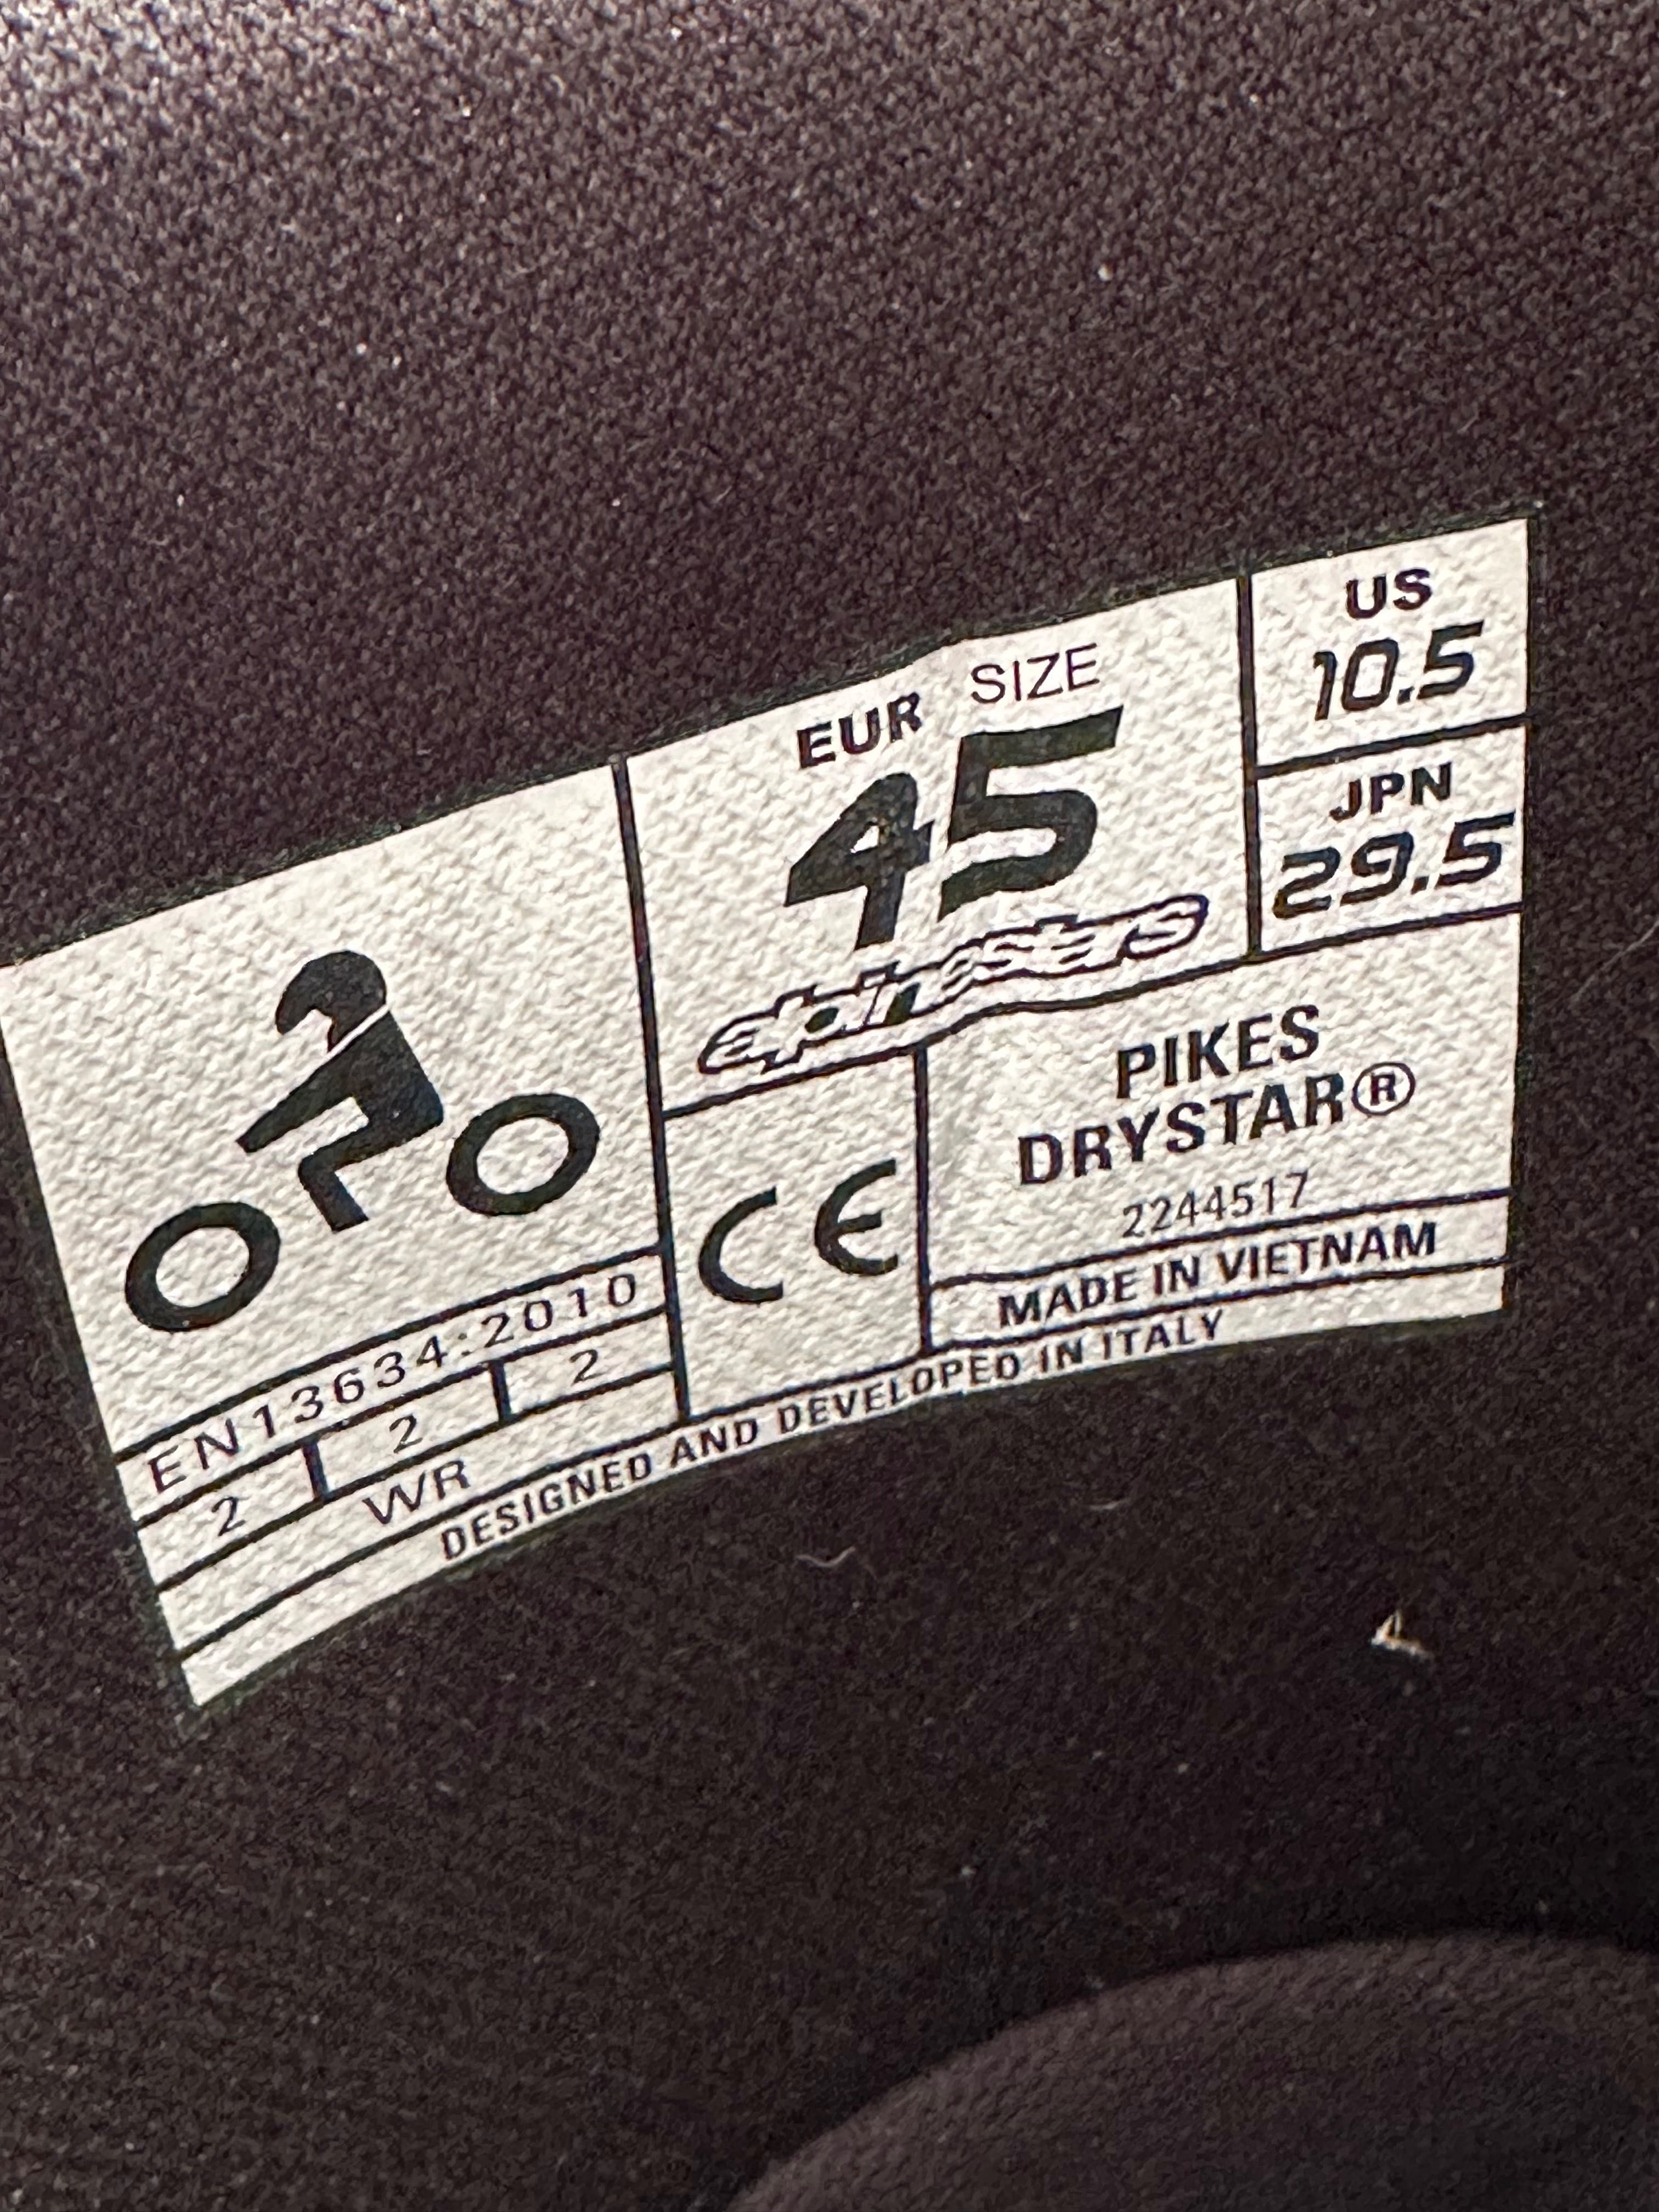 EUR SIZE
45
alpinestars
US
10.5
JPN
29.5
CE
PIKES
DRYSTAR®
2244517
MADE IN VIETNAM
EN13634:2010
2 2 2
WR
DESIGNED AND DEVELOPED IN ITALY